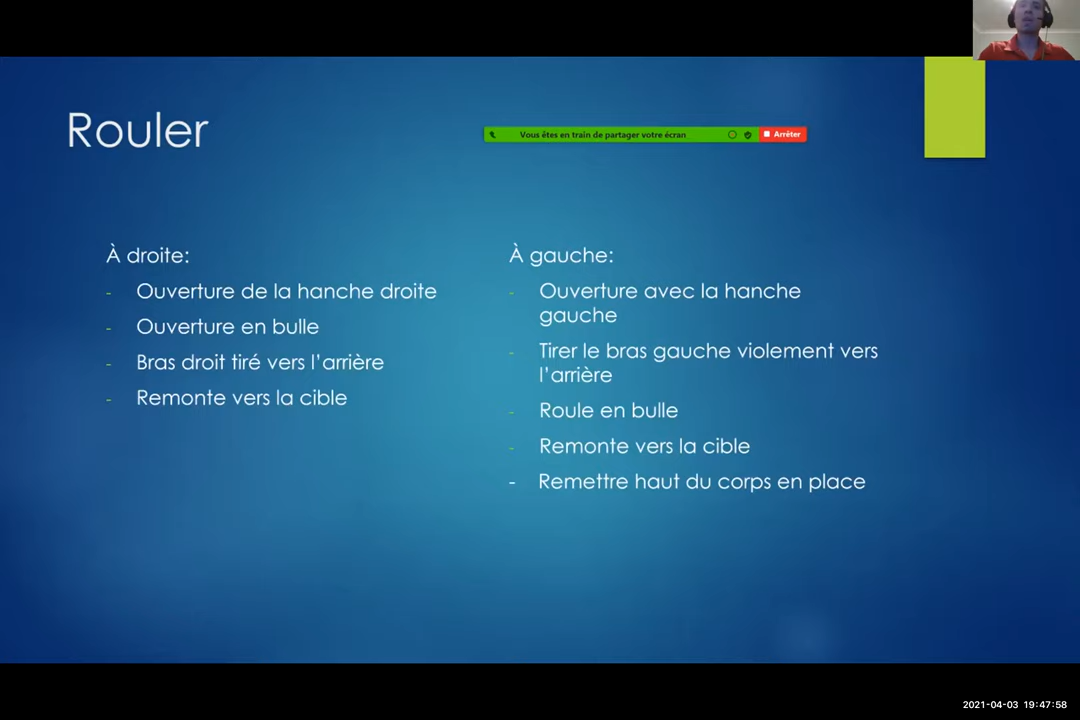 Rouler
Vous êtes en train de partager votre écran
Arrêter
À droite:
- Ouverture de la hanche droite
- Ouverture en bulle
- Bras droit tiré vers l'arrière
- Remonte vers la cible
À gauche:
- Ouverture avec la hanche
gauche
- Tirer le bras gauche violement vers
l'arrière
- Roule en bulle
- Remonte vers la cible
- Remettre haut du corps en place
2021-04-03 19:47:58